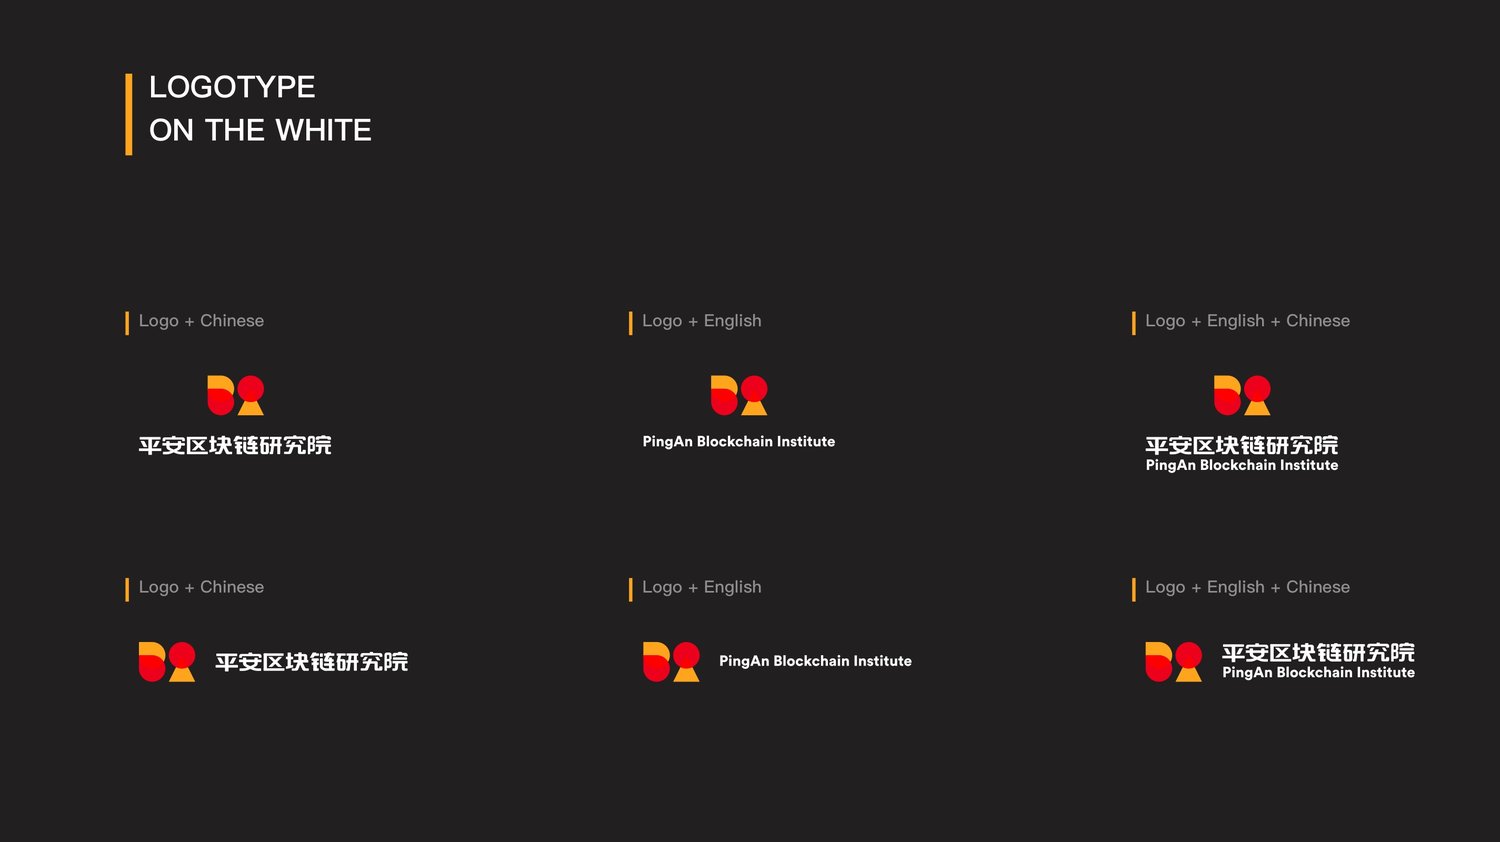 LOGOTYPE
ON THE WHITE
Logo + Chinese
Logo + English
Logo + English + Chinese
平安区块链研究院
PingAn Blockchain Institute
平安区块链研究院
PingAn Blockchain Institute
Logo + Chinese
Logo + English
Logo + English + Chinese
平安区块链研究院
PingAn Blockchain Institute
平安区块链研究院
PingAn Blockchain Institute